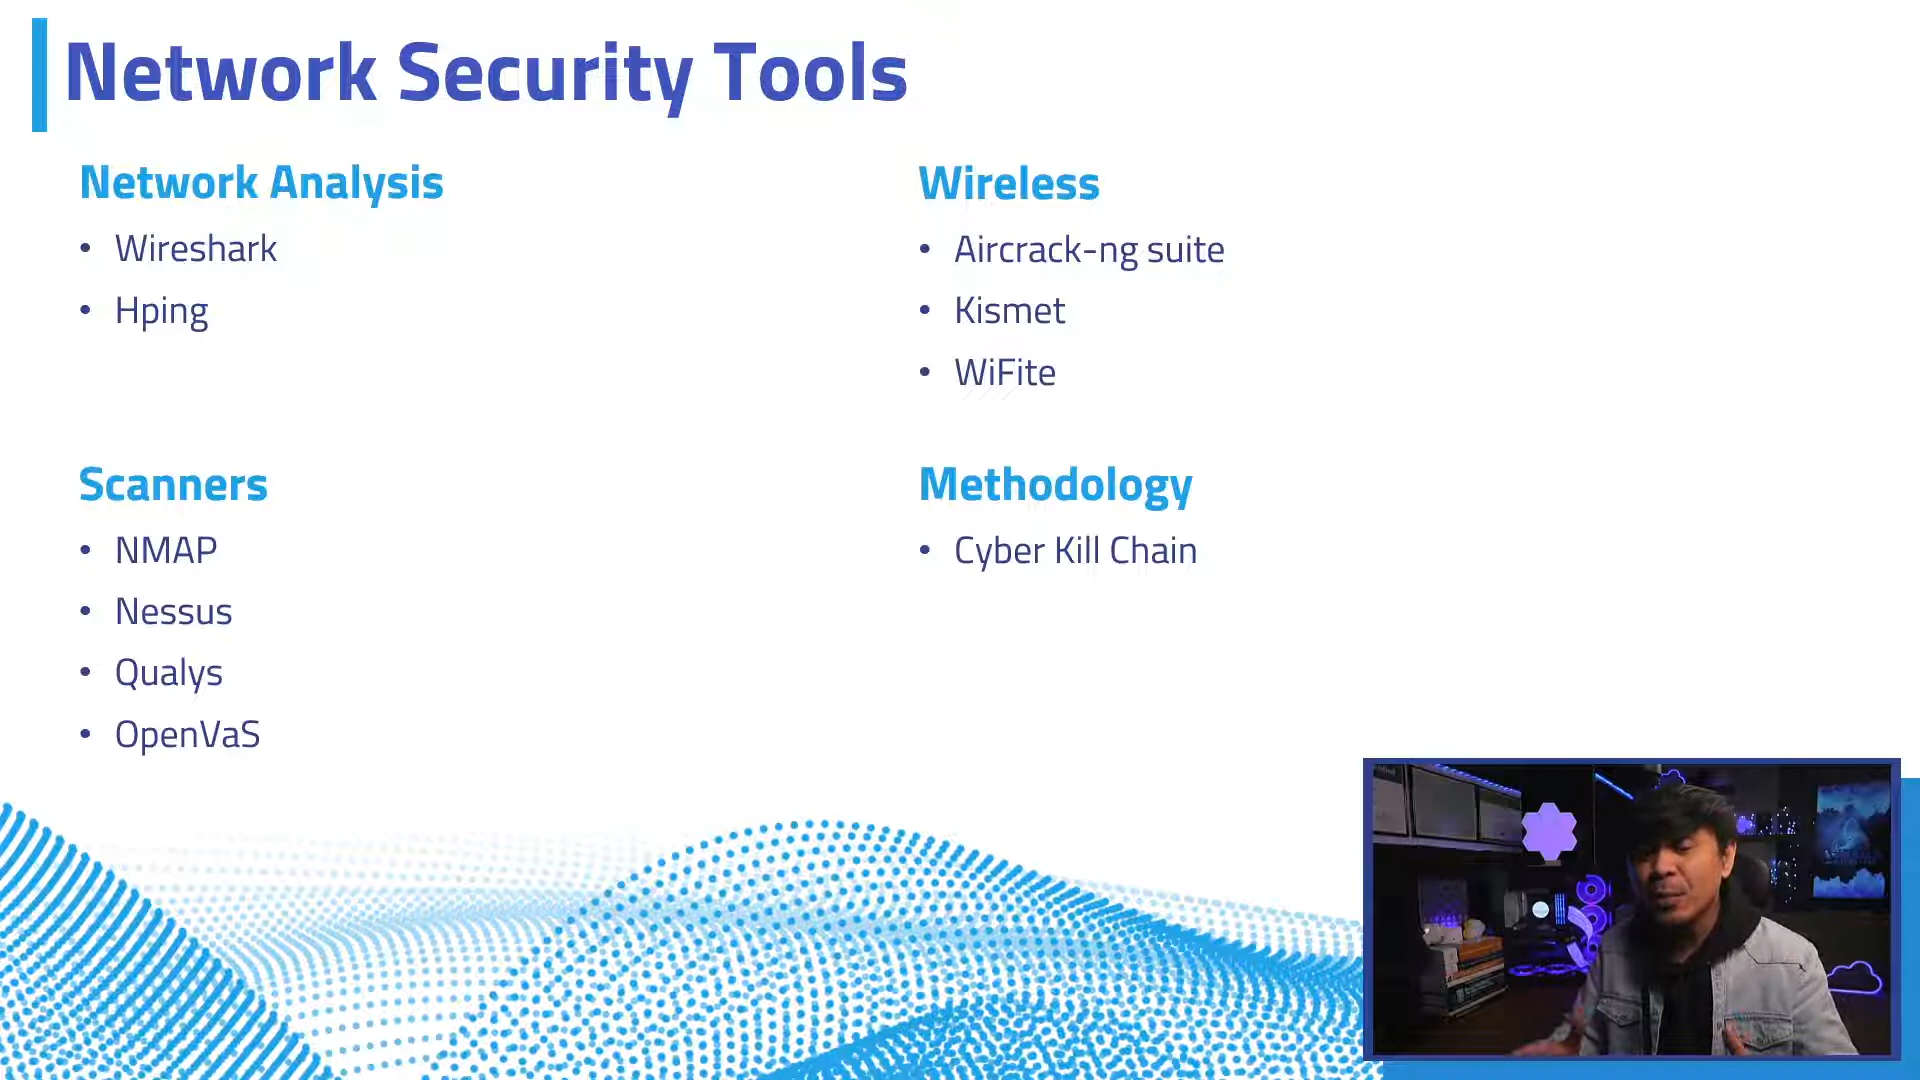 Network Security Tools
Network Analysis
• Wireshark
• Hping
Scanners
• NMAP
• Nessus
• Qualys
• OpenVaS
Wireless
• Aircrack-ng suite
• Kismet
• WiFite
Methodology
• Cyber Kill Chain